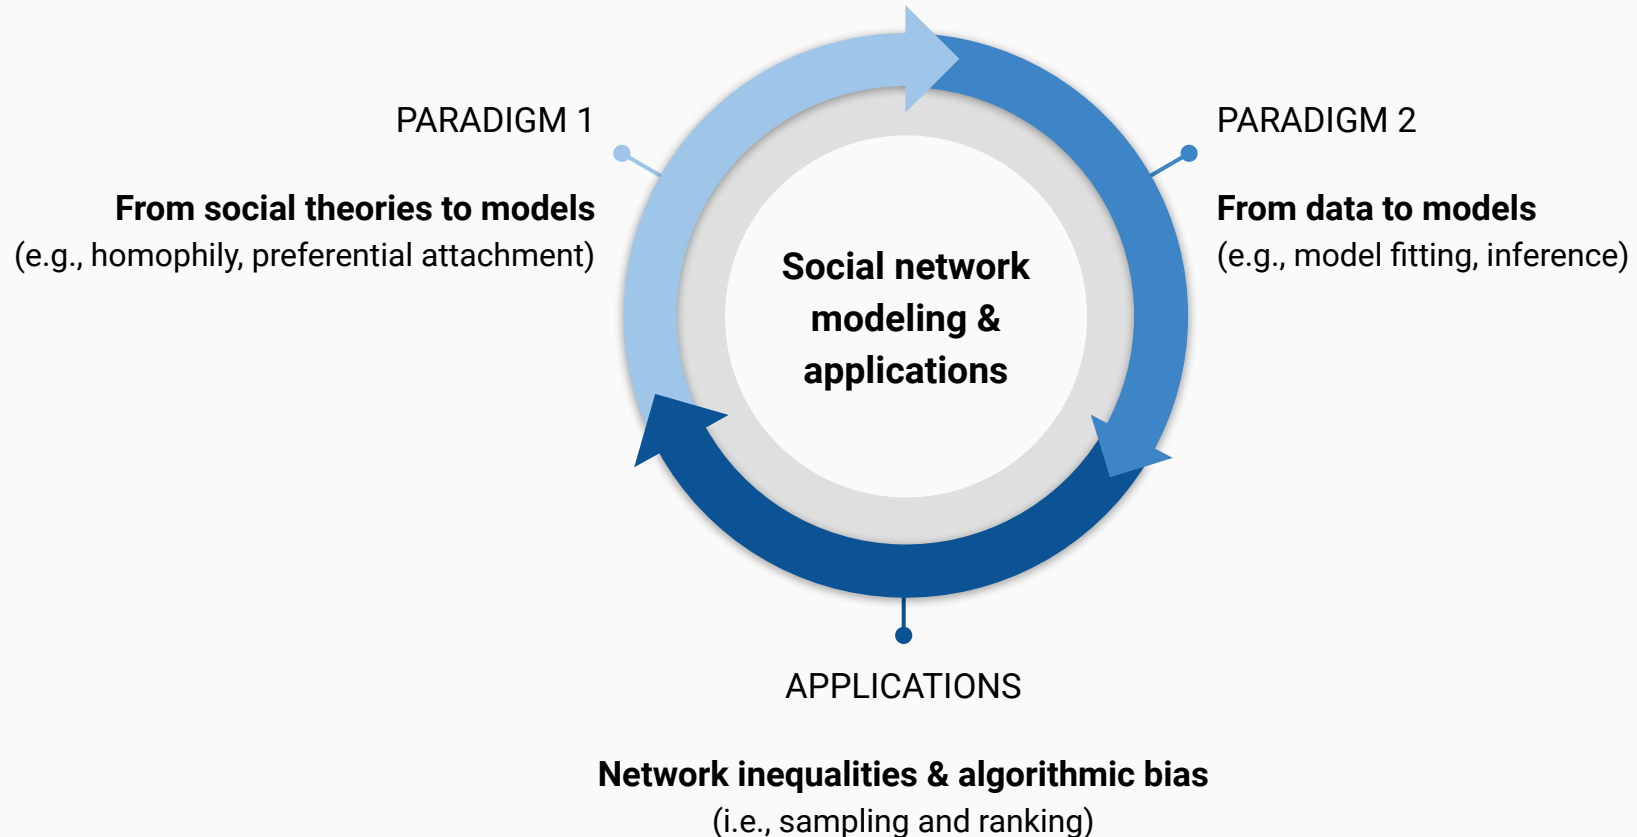 PARADIGM 1
From social theories to models
(e.g., homophily, preferential attachment)
Social network
modeling &
applications
PARADIGM 2
From data to models
(e.g., model fitting, inference)
APPLICATIONS
Network inequalities & algorithmic bias
(i.e., sampling and ranking)